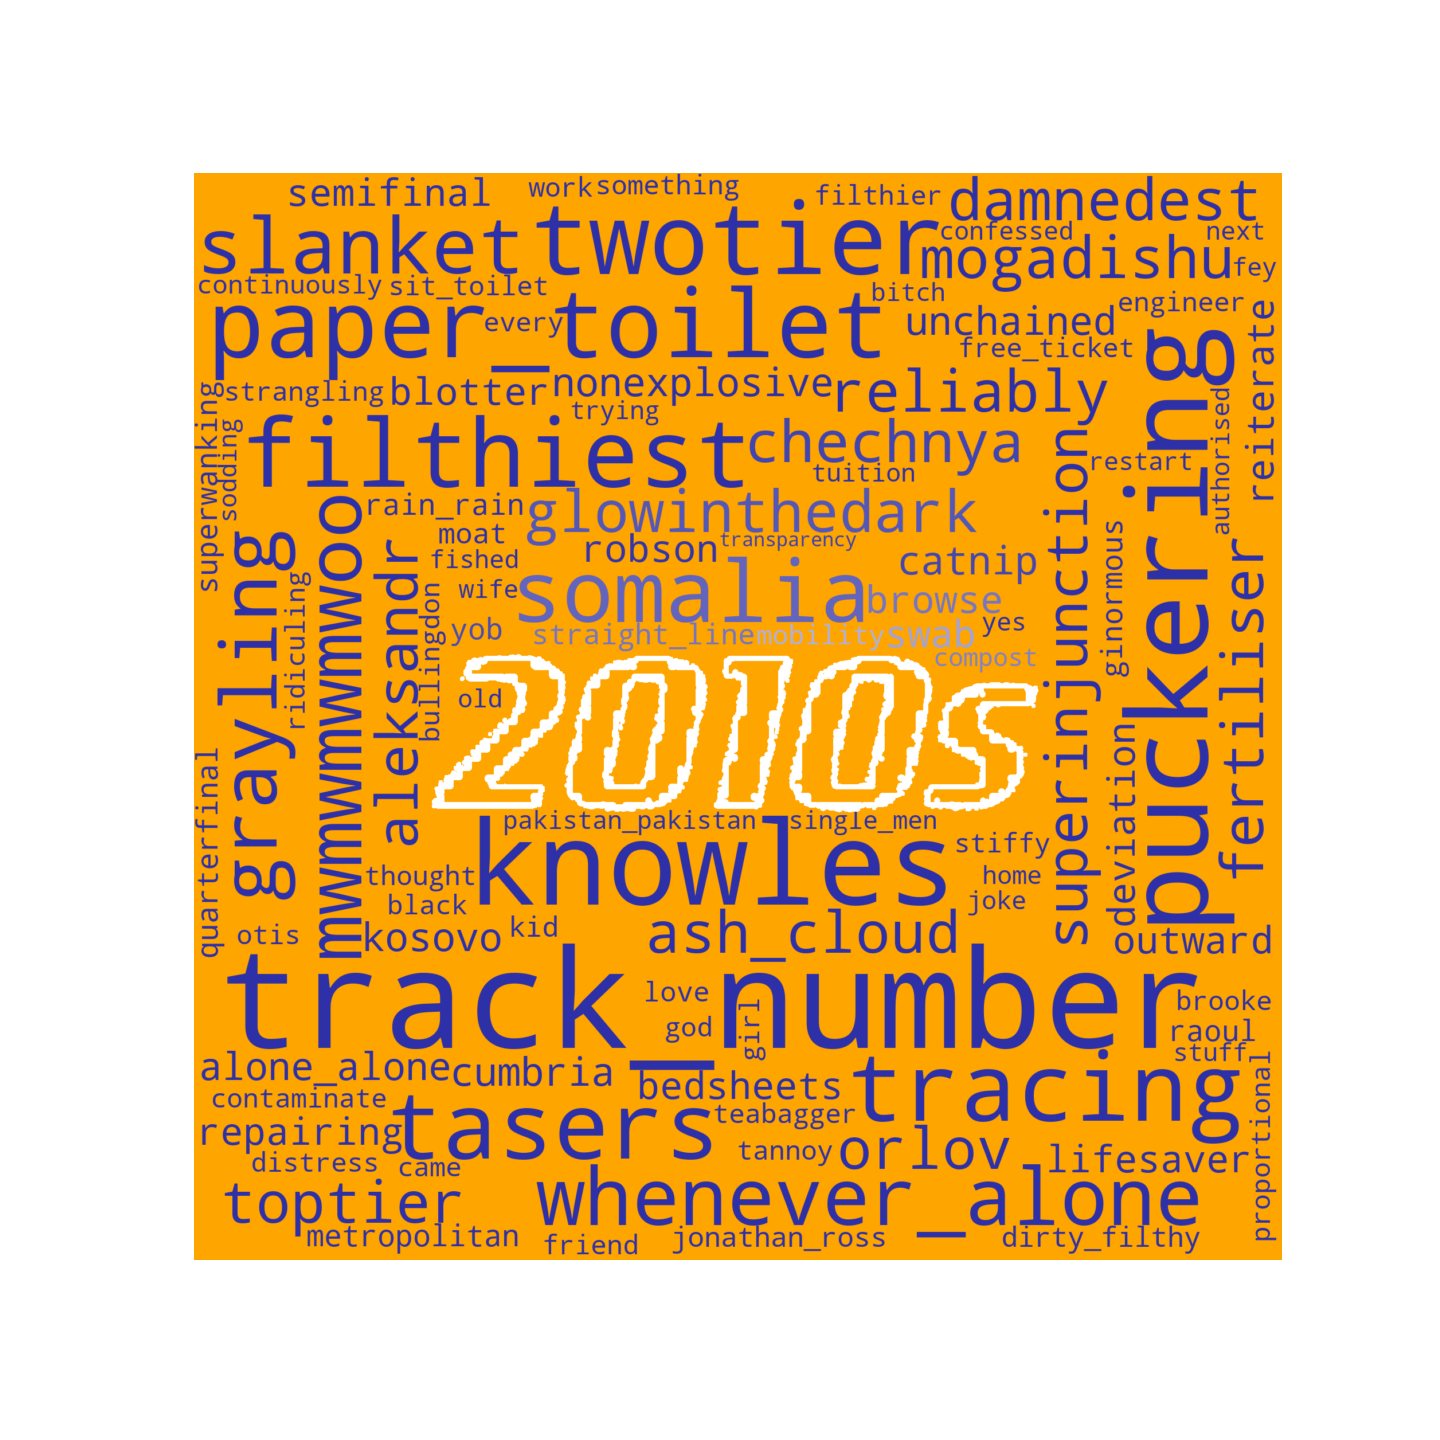 semifinal
work
something
filthier
damnedest
slanket
twotier
confessed
next
mogadishu
fey
continuously
sit_toilet
bitch
engineer
paper_toilet
every
unchained
free_ticket
reiterate
puckering
strangling
blotter
nonexplosive
reliably
superwanking
sodding
trying
authorised
filthiest
chechnya
superinjunction
restart
tuition
rain_rain
glowinthedark
mwmwmwmwoo
moat
robson
transparency
catnip
ginormous
fertiliser
grayling
aleksandr
fished
ridiculing
bullingdon
wife
somalia
browse
yes
yob
straight_line
mobility
swab
compost
old
2010s
deviation
quarterfinal
pakistan_pakistan
single_men
knowles
stiffy
thought
home
black
joke
otis
kosovo
kid
ash_cloud
outward
track_number
love
god
girl
brooke
raoul
stuff
alone_alone
cumbria
bedsheets
tracing
contaminate
tasers
teabagger
repairing
tannoy
orlov
lifesaver
proportional
distress
came
toptier
whenever_alone
metropolitan
friend
jonathan_ross
dirty_filthy